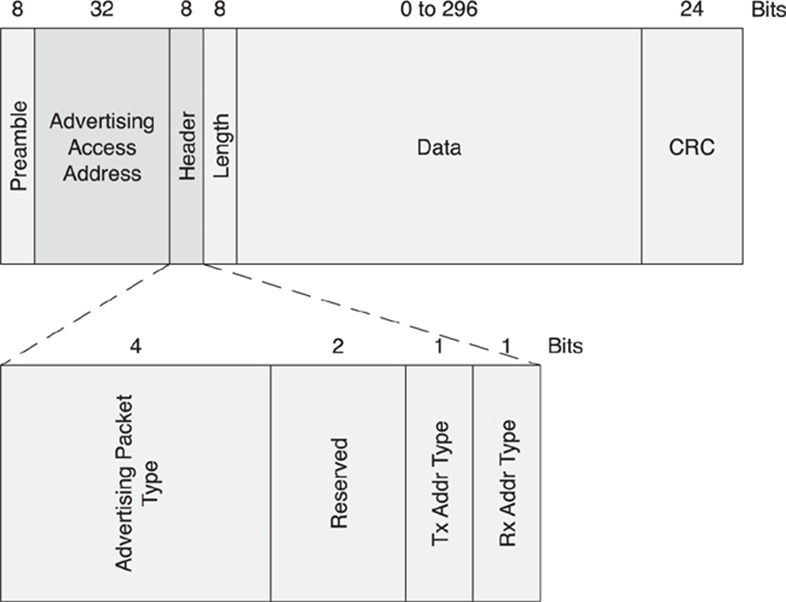 8 32 8 8 0 to 296 24 Bits
Preamble
Advertising
Access
Address
Header
Length
Data
CRC
4 2 1 1 Bits
Advertising Packet
Type
Reserved
Tx Addr Type
Rx Addr Type